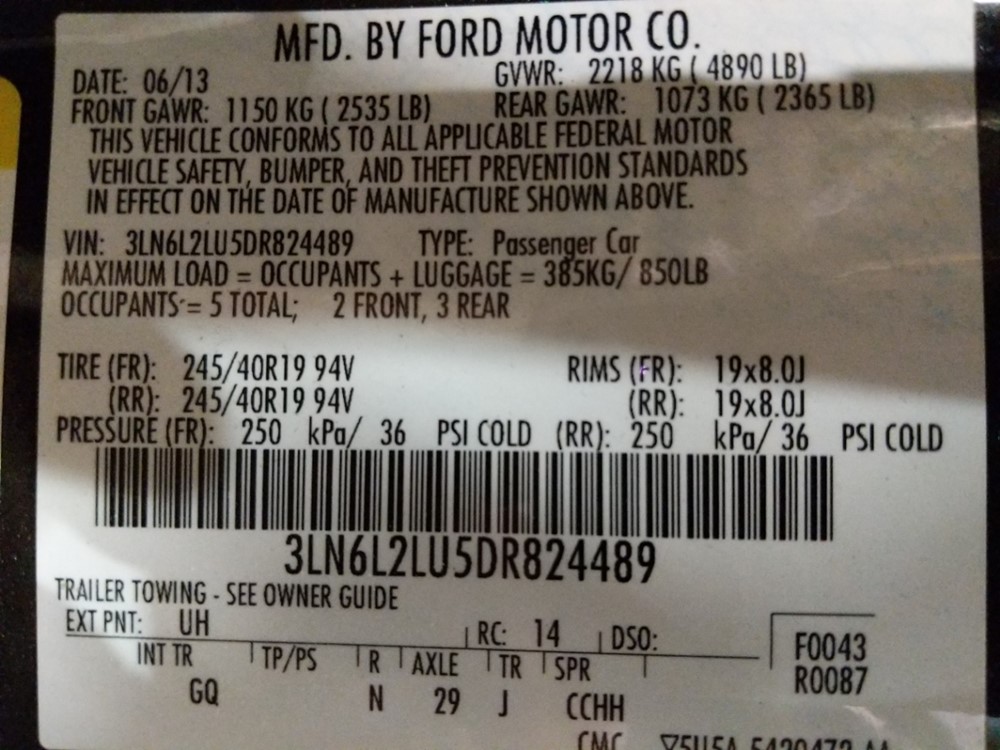 MFD. BY FORD MOTOR CO.
DATE: 06/13 GVWR: 2218 KG ( 4890 LB)
FRONT GAWR: 1150 KG ( 2535 LB) REAR GAWR: 1073 KG ( 2365 LB)
THIS VEHICLE CONFORMS TO ALL APPLICABLE FEDERAL MOTOR
VEHICLE SAFETY, BUMPER, AND THEFT PREVENTION STANDARDS
IN EFFECT ON THE DATE OF MANUFACTURE SHOWN ABOVE.
VIN: 3LN6L2LU5DR824489 TYPE: Passenger Car
MAXIMUM LOAD = OCCUPANTS + LUGGAGE = 385KG/ 850LB
OCCUPANTS = 5 TOTAL; 2 FRONT, 3 REAR
TIRE (FR): 245/40R19 94V RIMS (FR): 19x8.0J
(RR): 245/40R19 94V (RR): 19x8.0J
PRESSURE (FR): 250 kPa/ 36 PSI COLD (RR): 250 kPa/ 36 PSI COLD
3LN6L2LU5DR824489
TRAILER TOWING - SEE OWNER GUIDE
EXT PNT: UH RC: 14 DSO: F0043
INT TR TP/PS R AXLE TR SPR R0087
GQ N 29 J CCHH
CMC